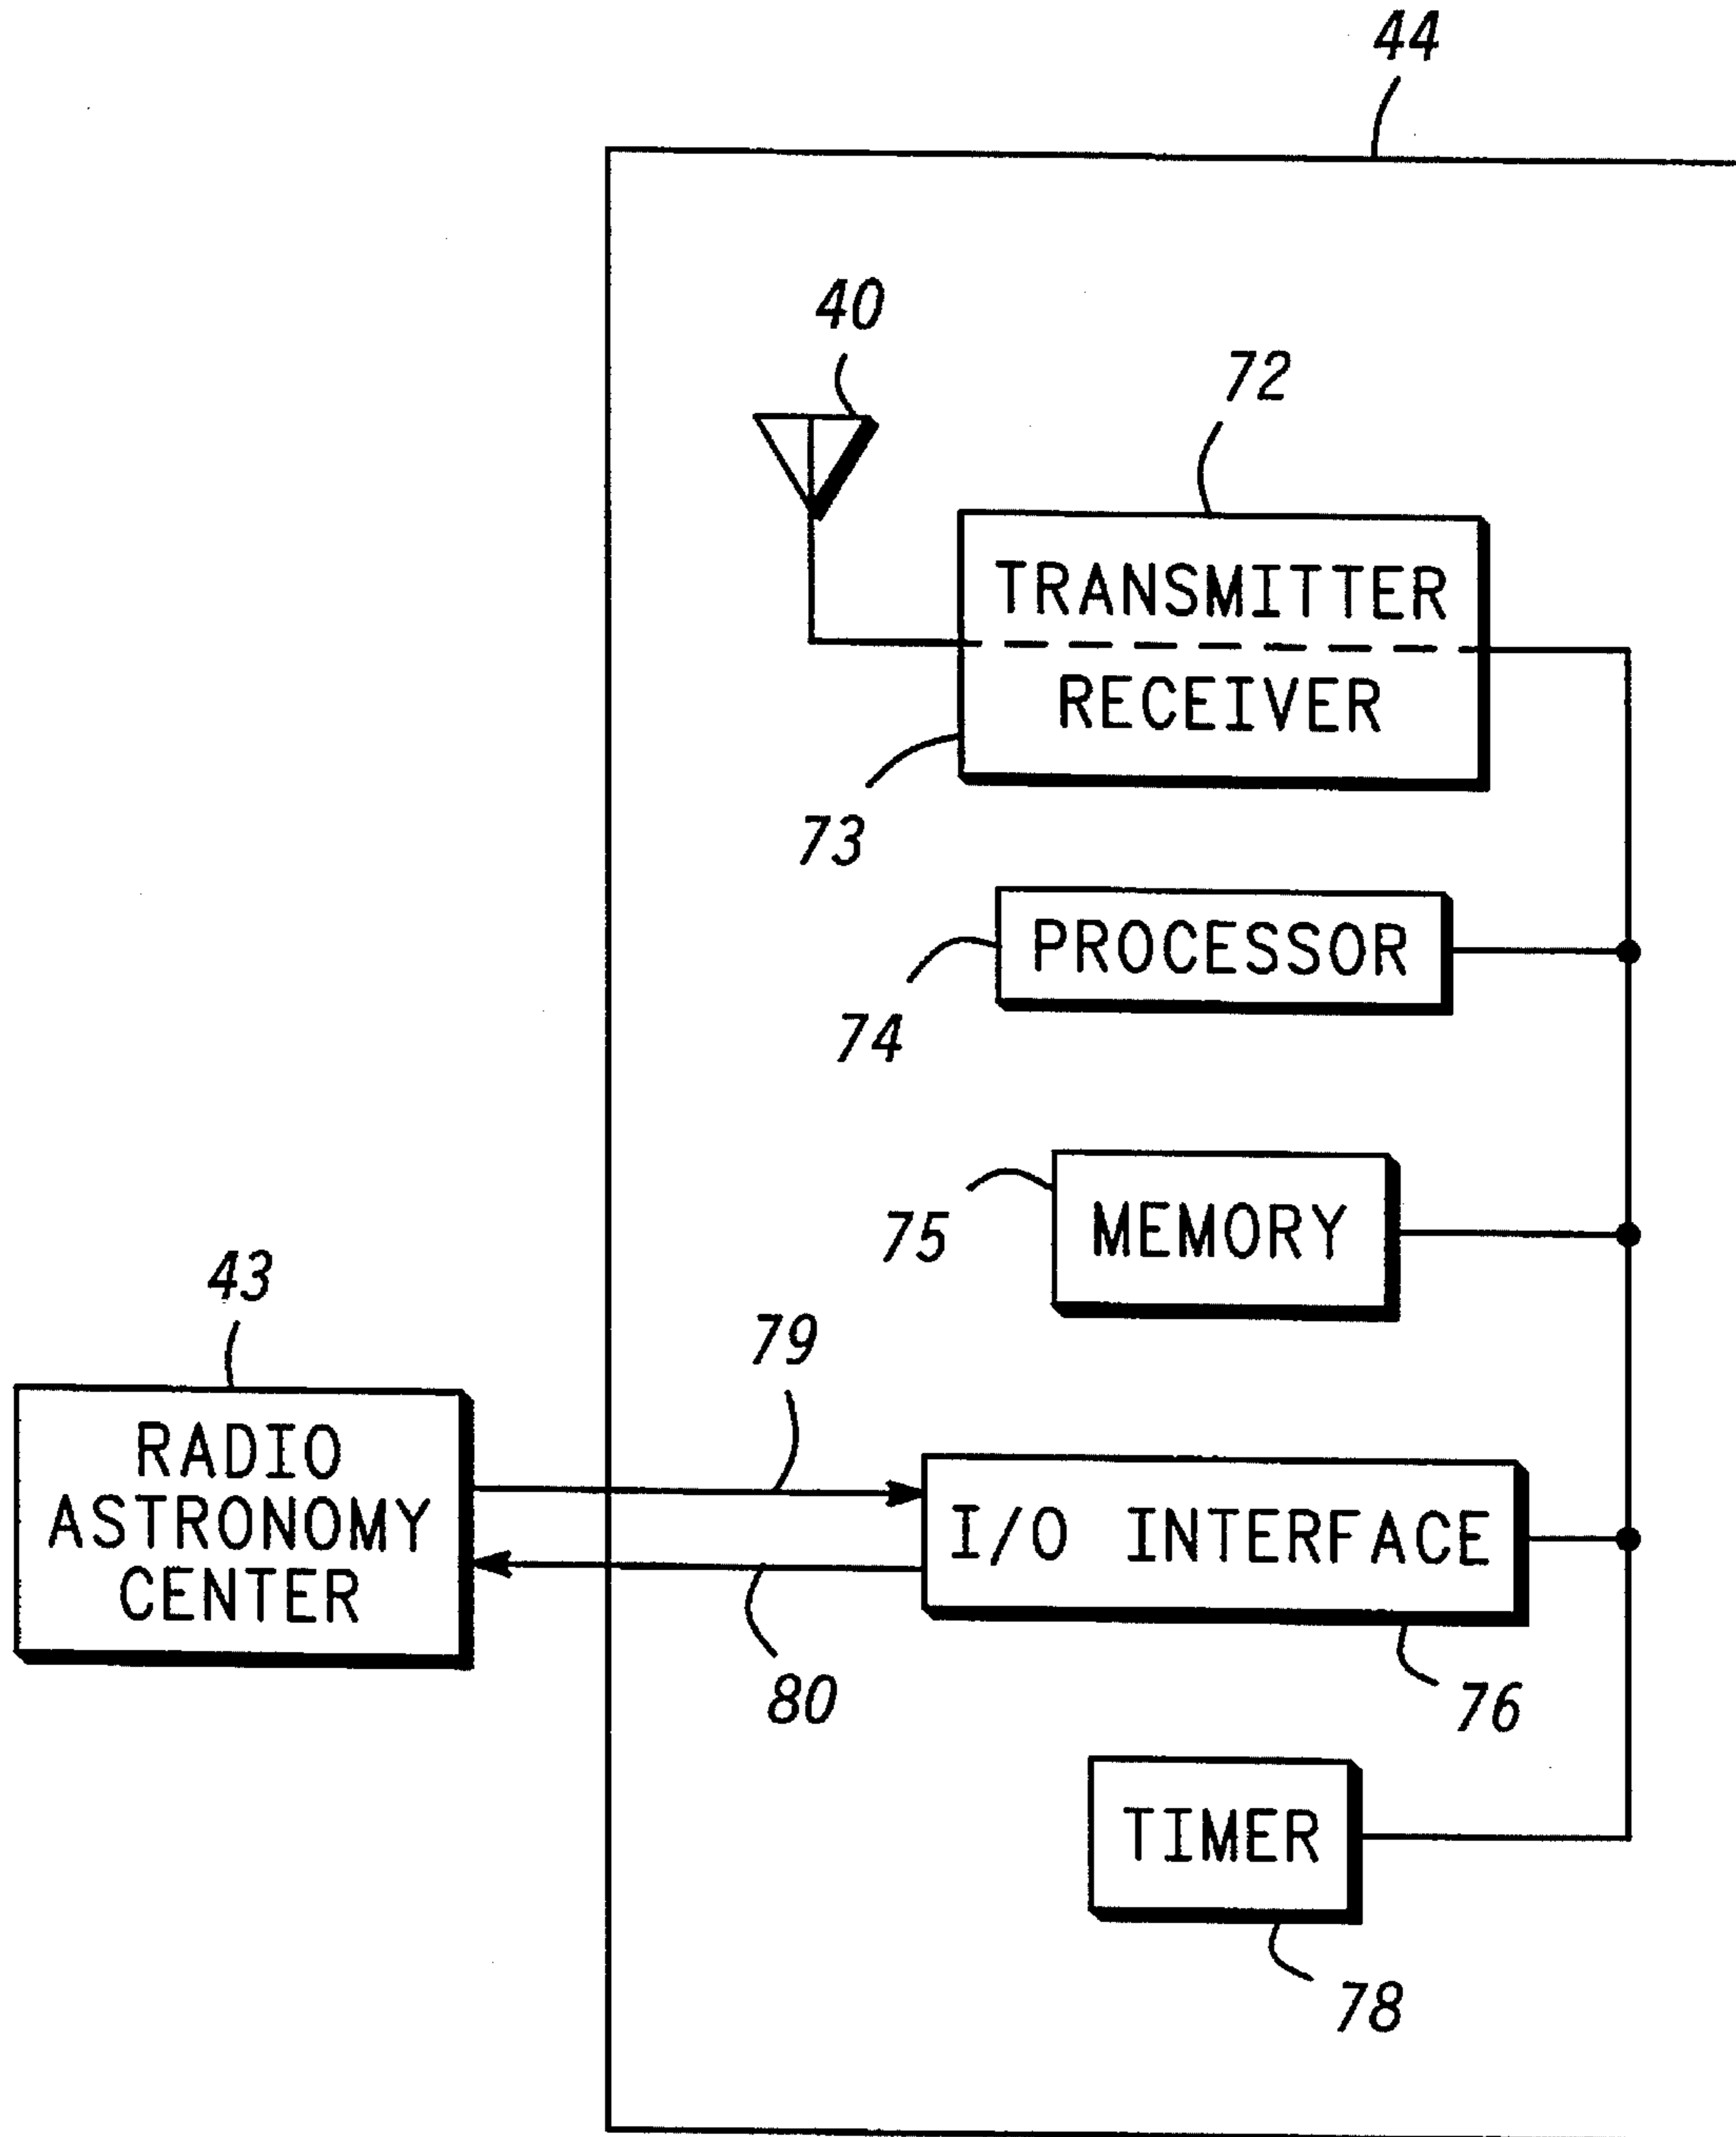 44
40
72
TRANSMITTER
RECEIVER
73
PROCESSOR
74
MEMORY
75
43
79
RADIO
ASTRONOMY
CENTER
I/O INTERFACE
80
76
TIMER
78